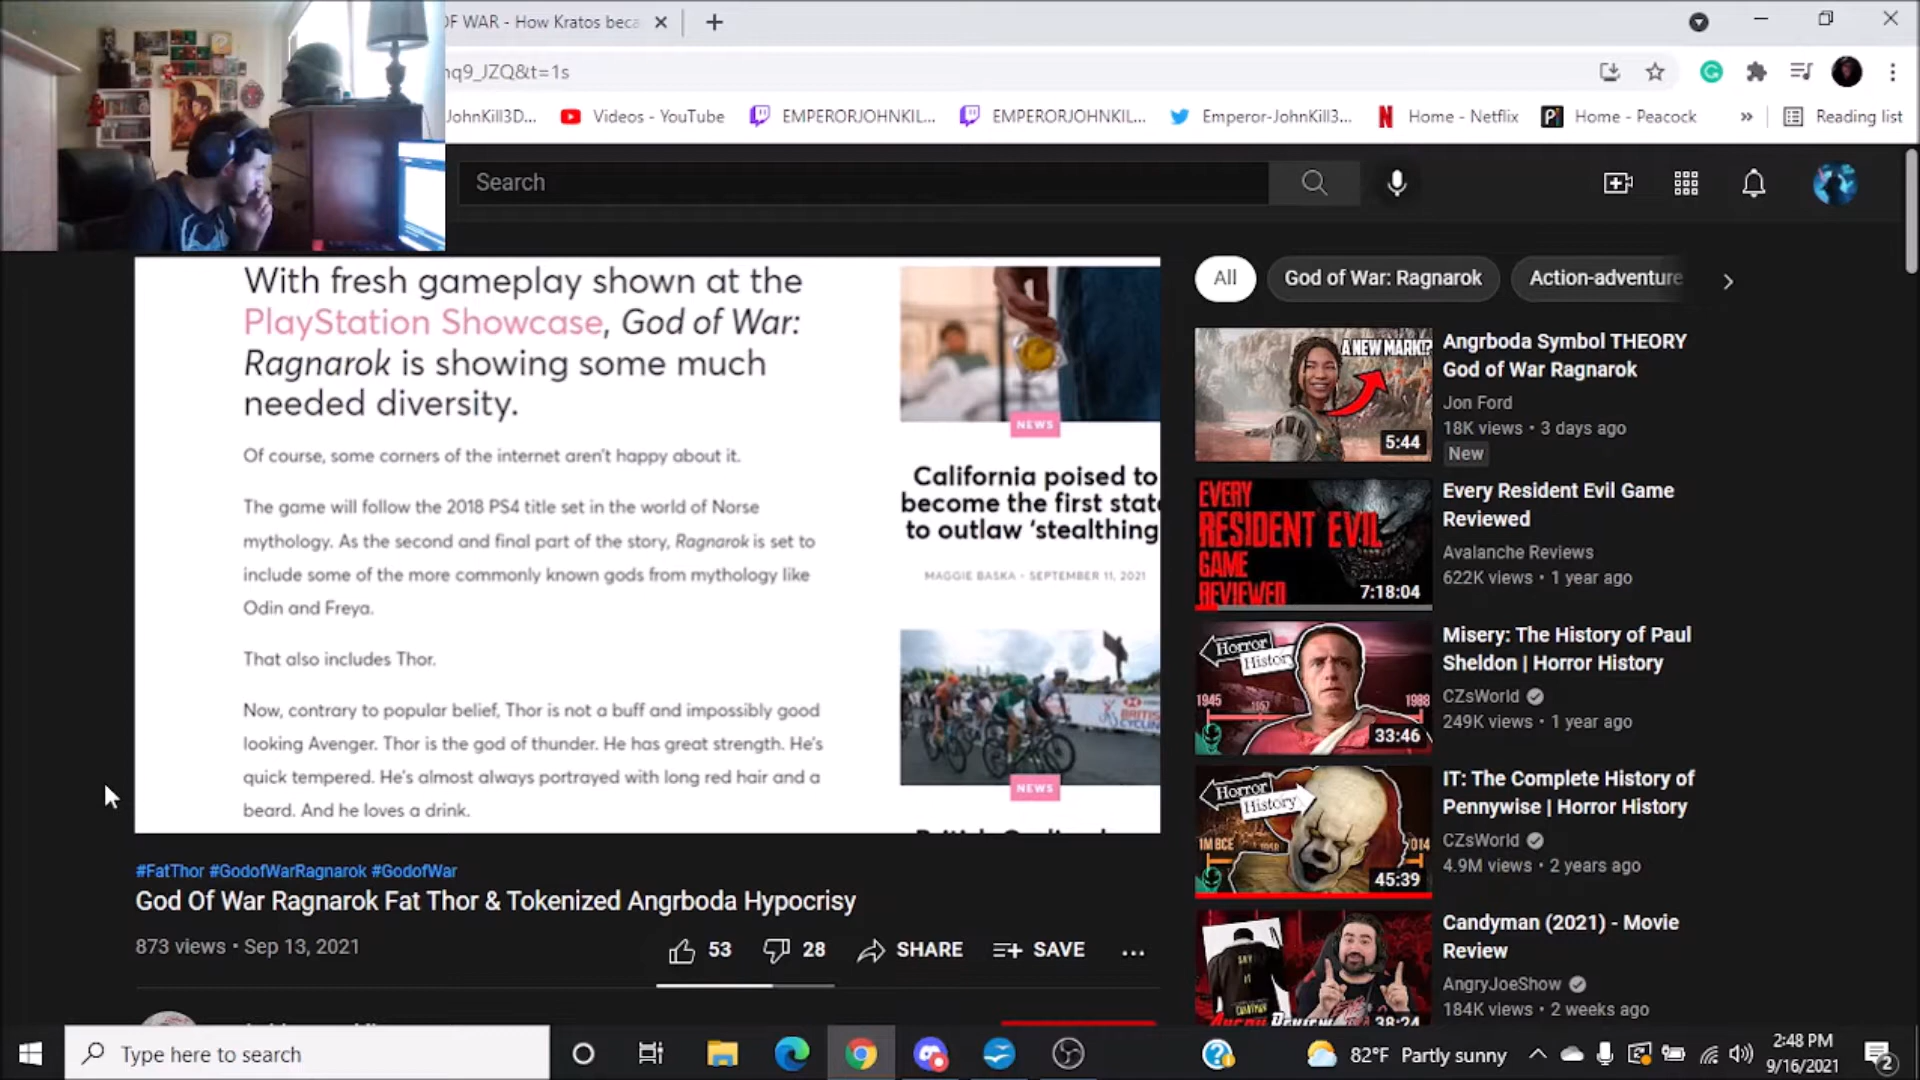 OF WAR - How Kratos beca
nq9_JZQ&t=1s
JohnKill3D...
Videos - YouTube
EMPERORJOHNKIL...
EMPERORJOHNKIL...
Emperor-JohnKill3...
Home - Netflix
Home - Peacock
»
Reading list
Search
With fresh gameplay shown at the
PlayStation Showcase, God of War:
Ragnarok is showing some much
needed diversity.
Of course, some corners of the internet aren't happy about it.
The game will follow the 2018 PS4 title set in the world of Norse
mythology. As the second and final part of the story, Ragnarok is set to
include some of the more commonly known gods from mythology like
Odin and Freya.
That also includes Thor.
Now, contrary to popular belief, Thor is not a buff and impossibly good
looking Avenger. Thor is the god of thunder. He has great strength. He's
quick tempered. He's almost always portrayed with long red hair and a
beard. And he loves a drink.
NEWS
California poised to
become the first state
to outlaw 'stealthing
MAGGIE BASKA - SEPTEMBER 11, 2021
NEWS
#FatThor #GodofWarRagnarok #GodofWar
God Of War Ragnarok Fat Thor & Tokenized Angrboda Hypocrisy
873 views • Sep 13, 2021
53
28
SHARE
SAVE
...
All
God of War: Ragnarok
Action-adventure
A NEW MARK!?
5:44
Angrboda Symbol THEORY
God of War Ragnarok
Jon Ford
18K views • 3 days ago
New
EVERY
RESIDENT EVIL
GAME
REVIEWED
7:18:04
Every Resident Evil Game
Reviewed
Avalanche Reviews
622K views • 1 year ago
Horror
History
1945
1988
33:46
Misery: The History of Paul
Sheldon | Horror History
CZsWorld
249K views • 1 year ago
Horror
History
1M BCE
45:39
IT: The Complete History of
Pennywise | Horror History
CZsWorld
4.9M views • 2 years ago
38:24
Candyman (2021) - Movie
Review
AngryJoeShow
184K views • 2 weeks ago
Type here to search
82°F Partly sunny
2:48 PM
9/16/2021
2